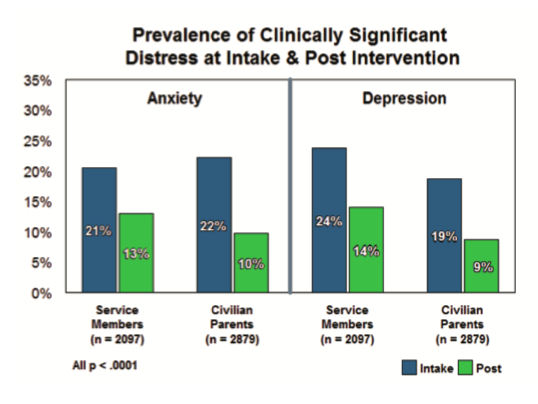 Prevalence of Clinically Significant
Distress at Intake & Post Intervention
35%
30%
25%
20%
15%
10%
5%
0%
Anxiety
Depression
21%
13%
22%
10%
24%
14%
19%
9%
Service
Members
(n = 2097)
Civilian
Parents
(n = 2879)
Service
Members
(n = 2097)
Civilian
Parents
(n = 2879)
All p < .0001
Intake
Post